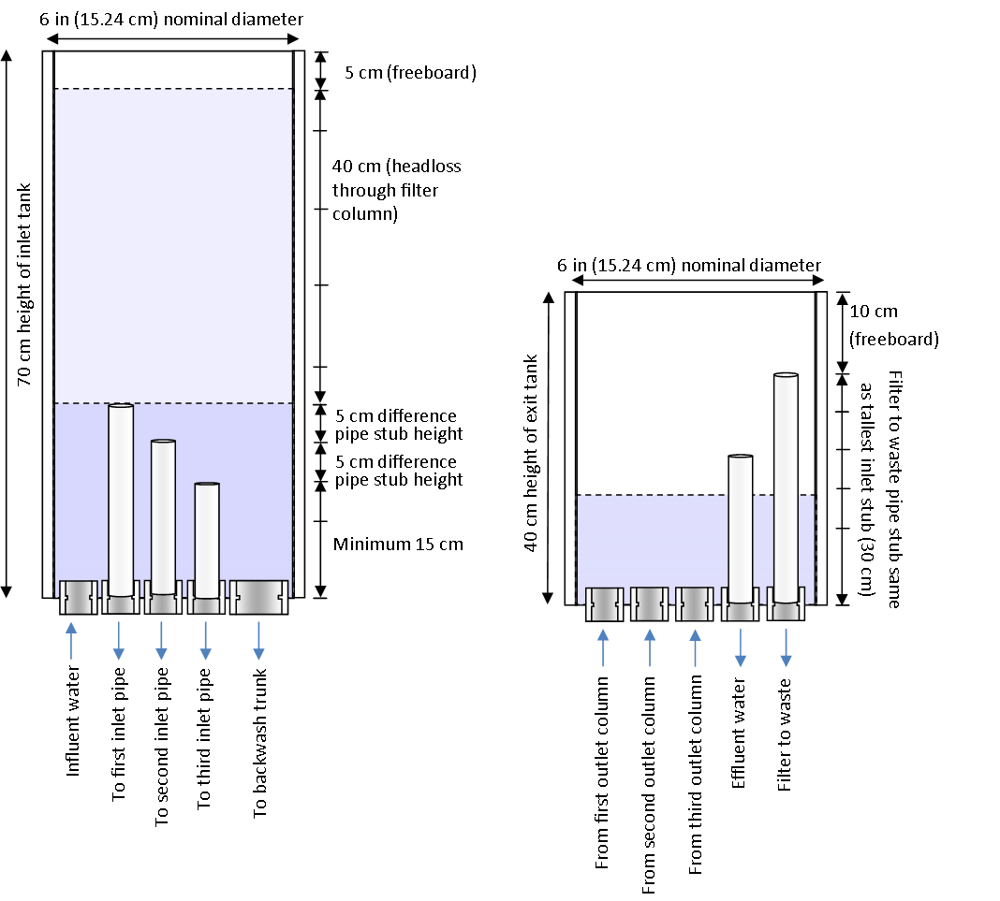 6 in (15.24 cm) nominal diameter
5 cm (freeboard)
70 cm height of inlet tank
40 cm (headloss
through filter
column)
5 cm difference
pipe stub height
5 cm difference
pipe stub height
Minimum 15 cm
Influent water
To first inlet pipe
To second inlet pipe
To third inlet pipe
To backwash trunk
6 in (15.24 cm) nominal diameter
10 cm
(freeboard)
40 cm height of exit tank
Filter to waste pipe stub same
as tallest inlet stub (30 cm)
From first outlet column
From second outlet column
From third outlet column
Effluent water
Filter to waste